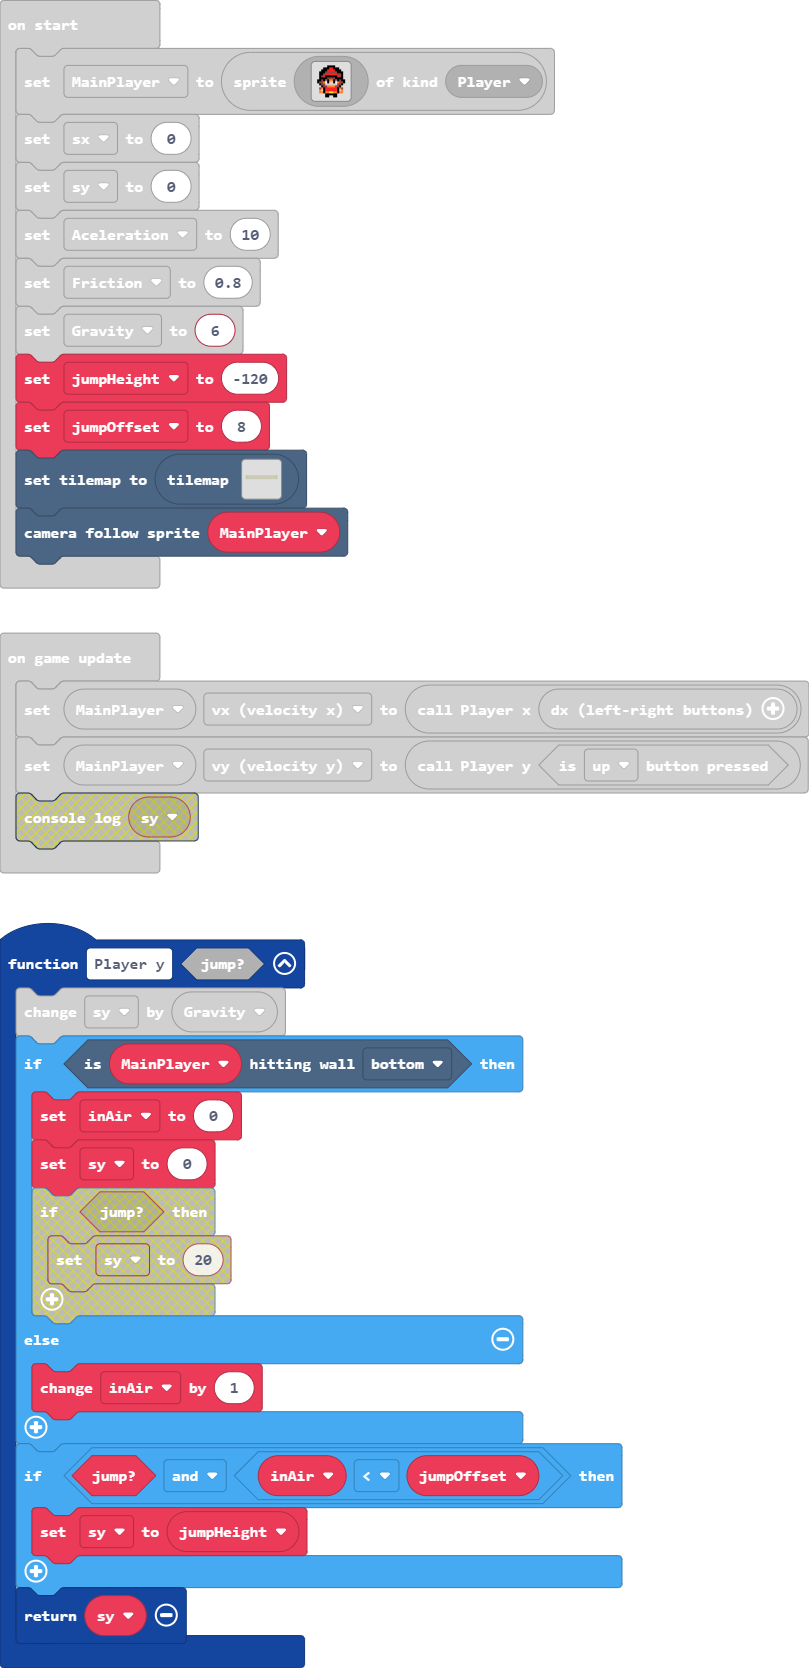 on start
set MainPlayer to sprite of kind Player
set sx to 0
set sy to 0
set Aceleration to 10
set Friction to 0.8
set Gravity to 6
set jumpHeight to -120
set jumpOffset to 8
set tilemap to tilemap
camera follow sprite MainPlayer
on game update
set MainPlayer vx (velocity x) to call Player x dx (left-right buttons)
set MainPlayer vy (velocity y) to call Player y is up button pressed
console log sy
function Player y jump?
change sy by Gravity
if is MainPlayer hitting wall bottom then
set inAir to 0
set sy to 0
if jump? then
set sy to 20
else
change inAir by 1
if jump? and inAir < jumpOffset then
set sy to jumpHeight
return sy